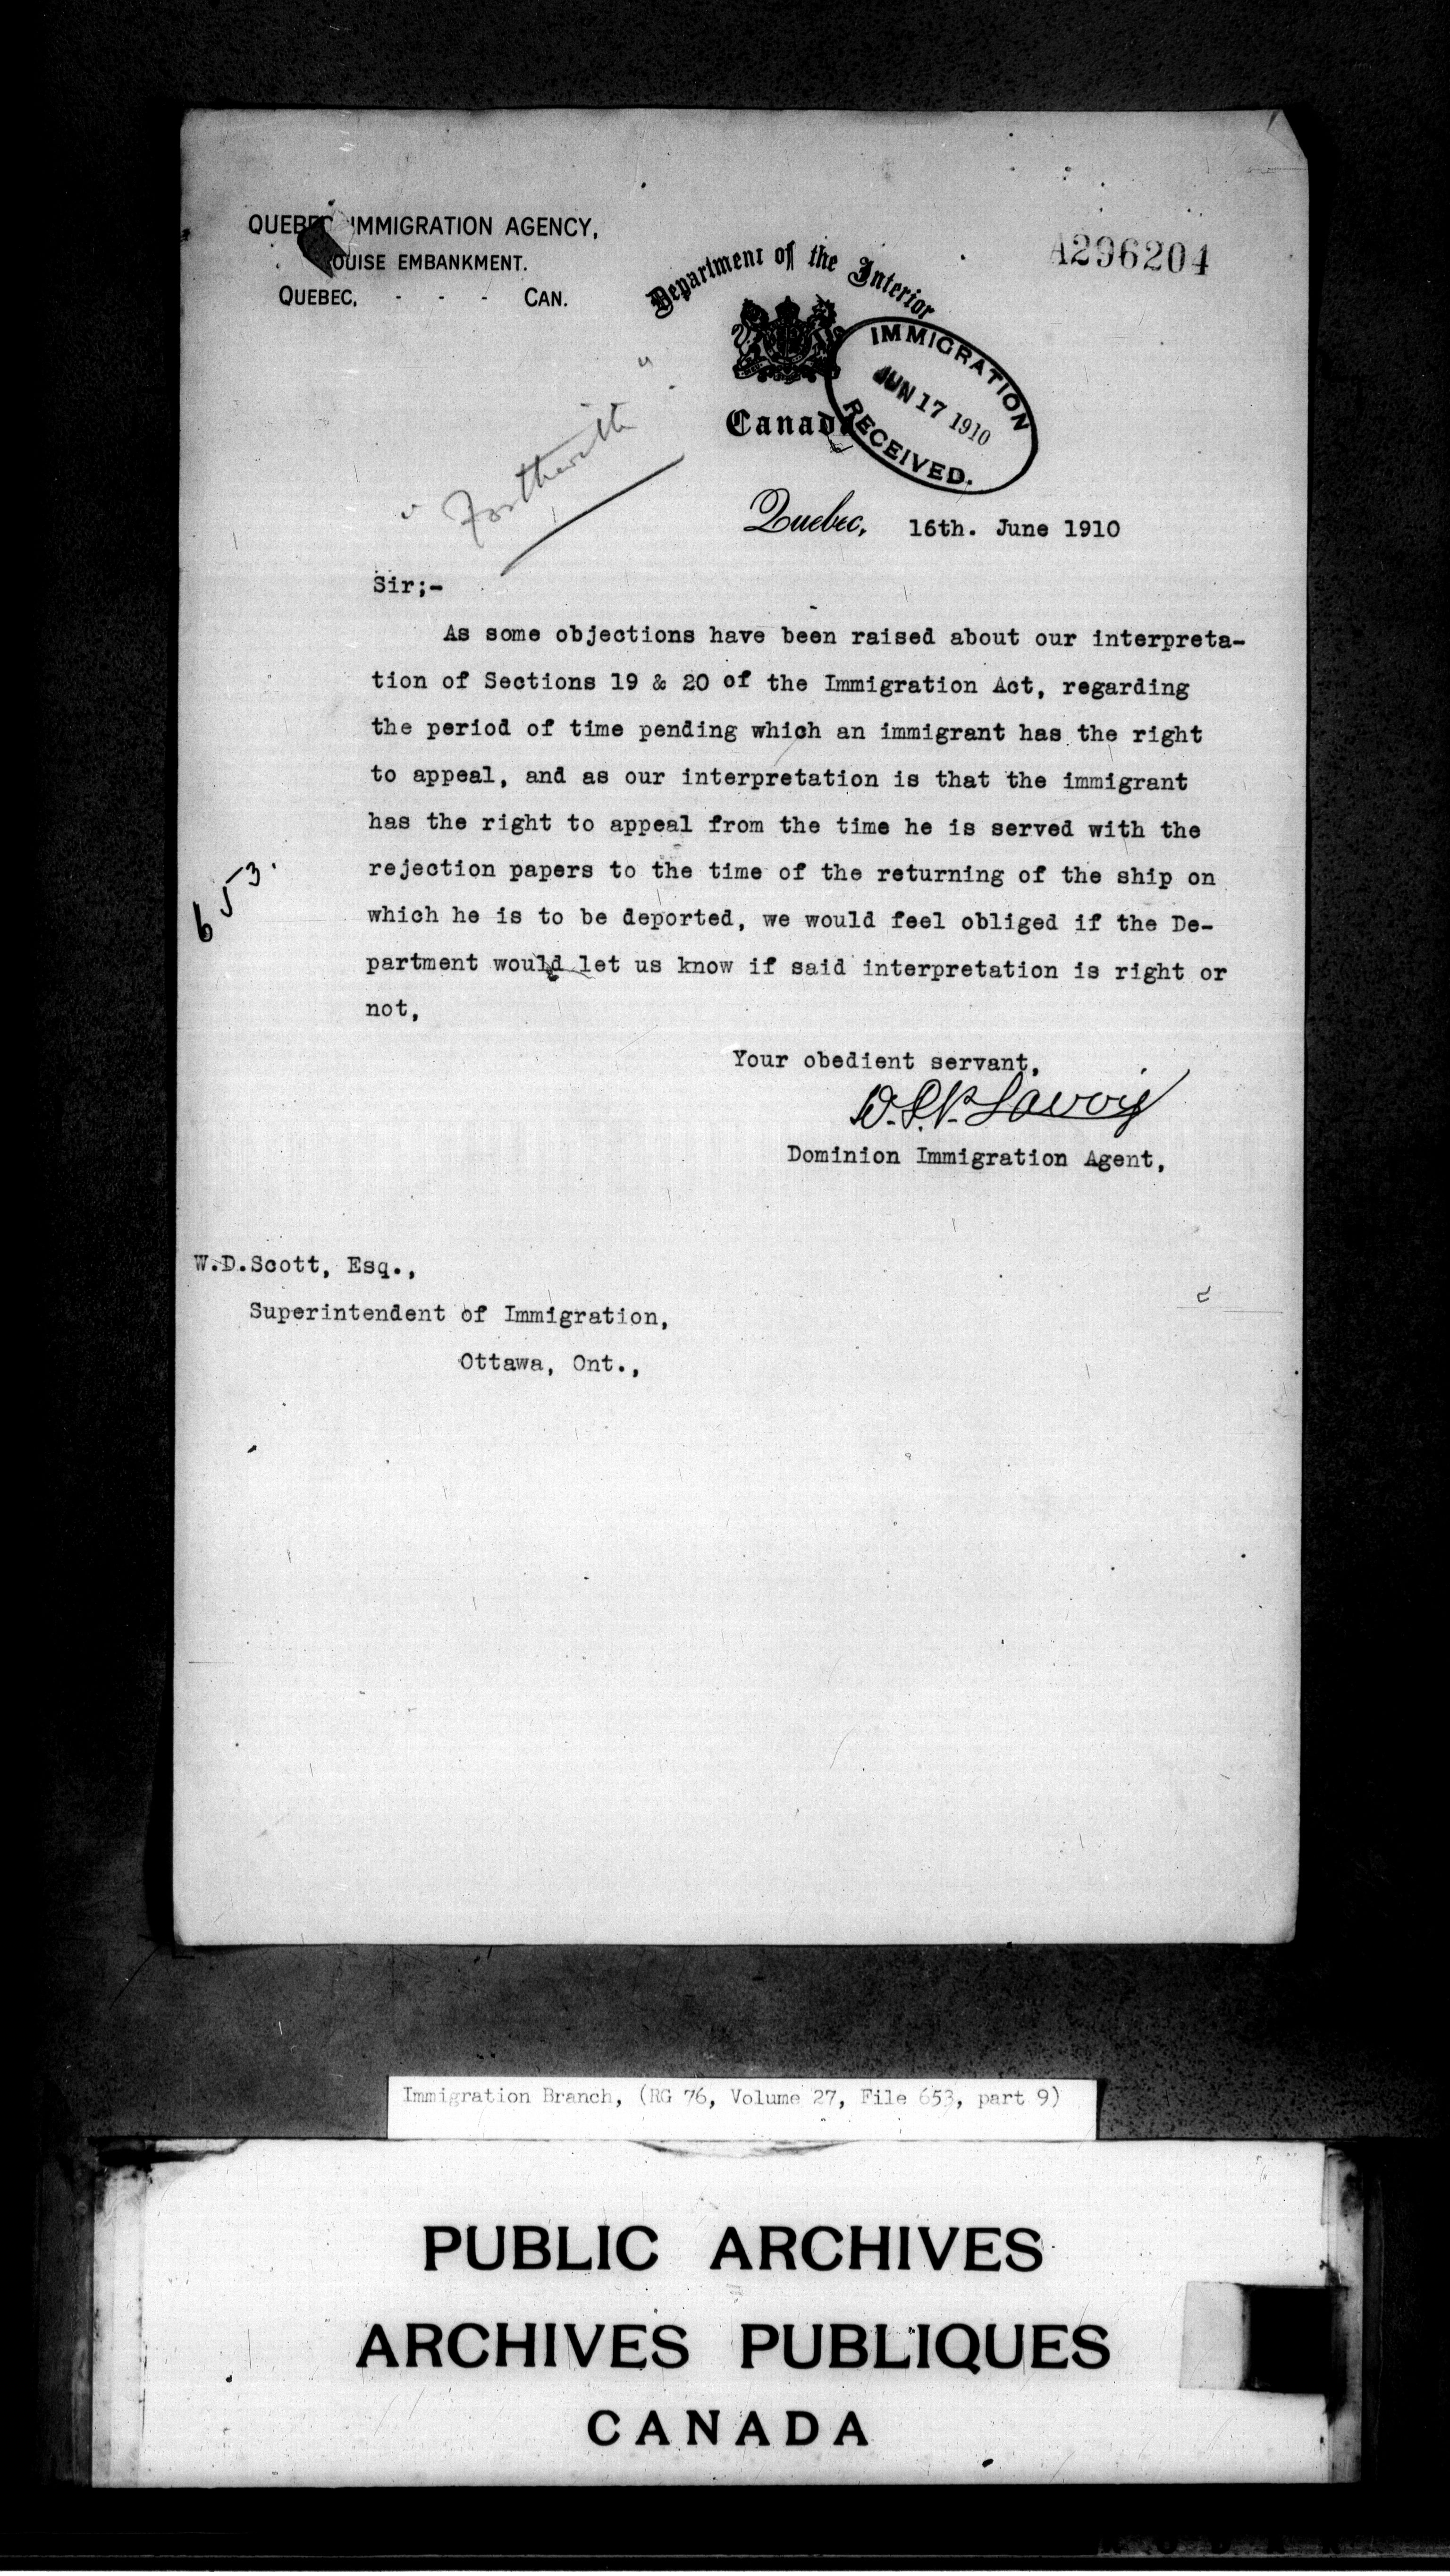 QUEBEC IMMIGRATION AGENCY,
LOUISE EMBANKMENT.
QUEBEC, - - - CAN.
A296204
Department of the Interior
Canada
IMMIGRATION
JUN 17 1910
RECEIVED.
" Forthwith "
Quebec, 16th. June 1910
Sir;-
As some objections have been raised about our interpreta-
tion of Sections 19 & 20 of the Immigration Act, regarding
the period of time pending which an immigrant has the right
to appeal, and as our interpretation is that the immigrant
has the right to appeal from the time he is served with the
rejection papers to the time of the returning of the ship on
which he is to be deported, we would feel obliged if the De-
partment would let us know if said interpretation is right or
not,
653.
Your obedient servant,
Lavoie
Dominion Immigration Agent,
W.D.Scott, Esq.,
Superintendent of Immigration,
Ottawa, Ont.,
Immigration Branch, (RG 76, Volume 27, File 653, part 9)
PUBLIC ARCHIVES
ARCHIVES PUBLIQUES
CANADA